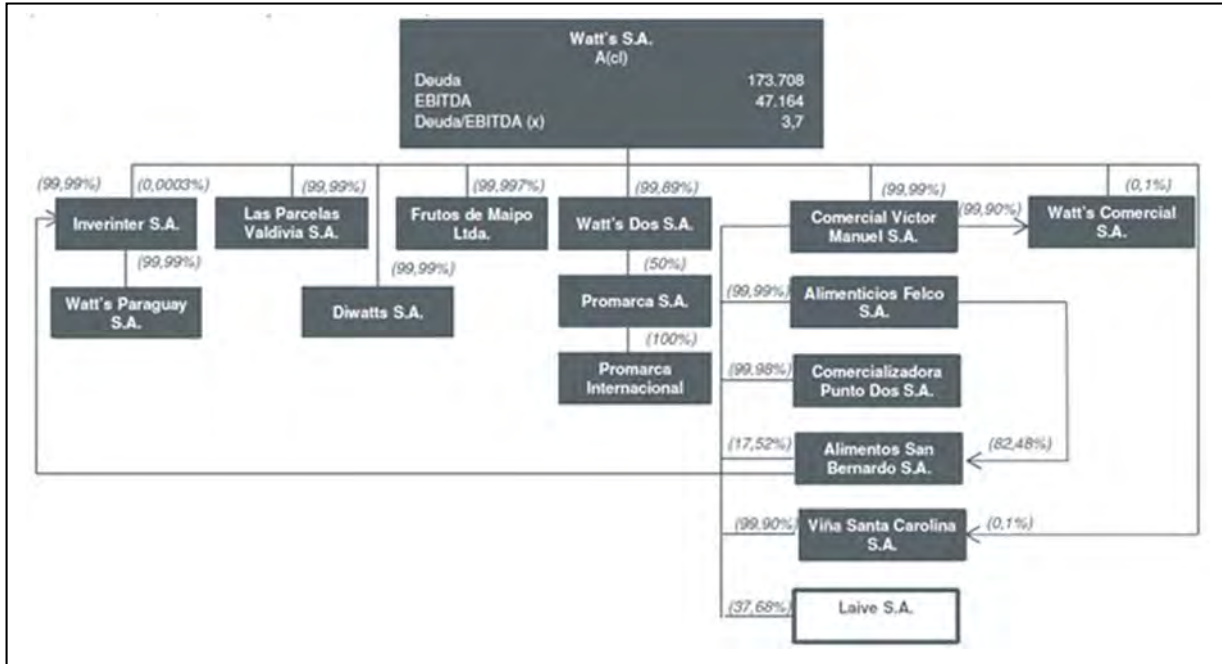 Watt's S.A.
A(cl)
Deuda 173.708
EBITDA 47.164
Deuda/EBITDA (x) 3,7
(99,99%) (0,0003%) (99,99%) (99,997%) (99,89%) (99,99%) (0,1%)
Inverinter S.A.
Las Parcelas
Valdivia S.A.
Frutos de Maipo
Ltda.
Watt's Dos S.A.
Comercial Víctor
Manuel S.A.
(99,90%)
Watt's Comercial
S.A.
(99,99%) (99,99%) (50%)
Watt's Paraguay
S.A.
Diwatts S.A.
Promarca S.A.
(99,99%)
Alimenticios Felco
S.A.
(100%)
Promarca
Internacional
(99,98%)
Comercializadora
Punto Dos S.A.
(17,52%)
Alimentos San
Bernardo S.A.
(82,48%)
(99,90%)
Viña Santa Carolina
S.A.
(0,1%)
(37,68%)
Laive S.A.